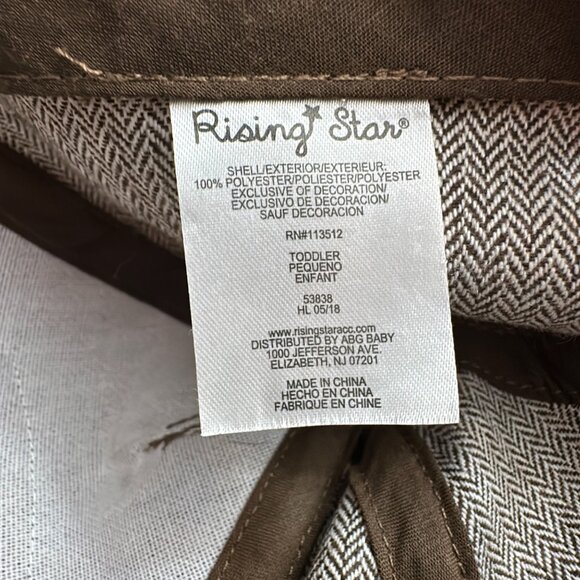 Rising Star®
SHELL/EXTERIOR/EXTERIEUR:
100% POLYESTER/POLIESTER/POLYESTER
EXCLUSIVE OF DECORATION/
EXCLUSIVO DE DECORACION/
SAUF DECORACION
RN#113512
TODDLER
PEQUENO
ENFANT
53838
HL 05/18
www.risingstaracc.com
DISTRIBUTED BY ABG BABY
1000 JEFFERSON AVE.
ELIZABETH, NJ 07201
MADE IN CHINA
HECHO EN CHINA
FABRIQUE EN CHINE